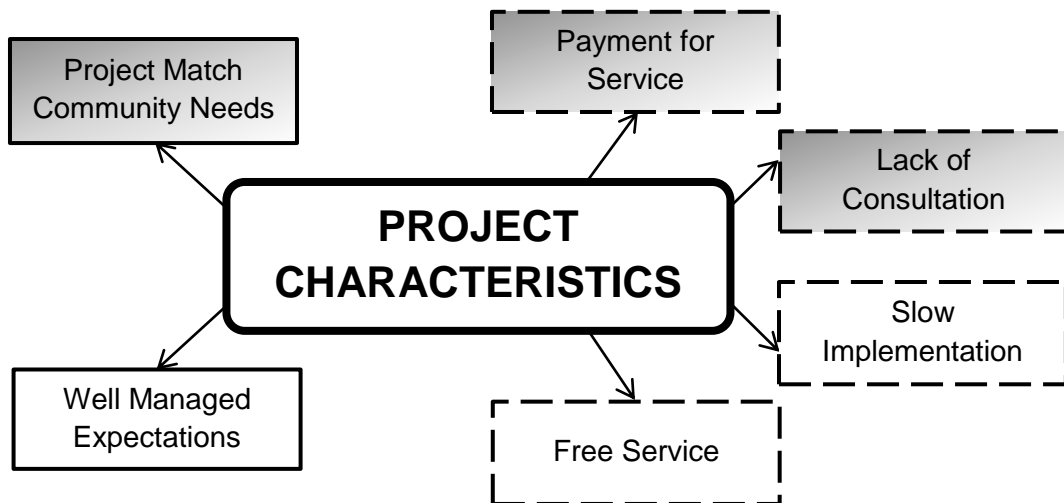 Project Match
Community Needs
Payment for
Service
Lack of
Consultation
PROJECT
CHARACTERISTICS
Slow
Implementation
Well Managed
Expectations
Free Service